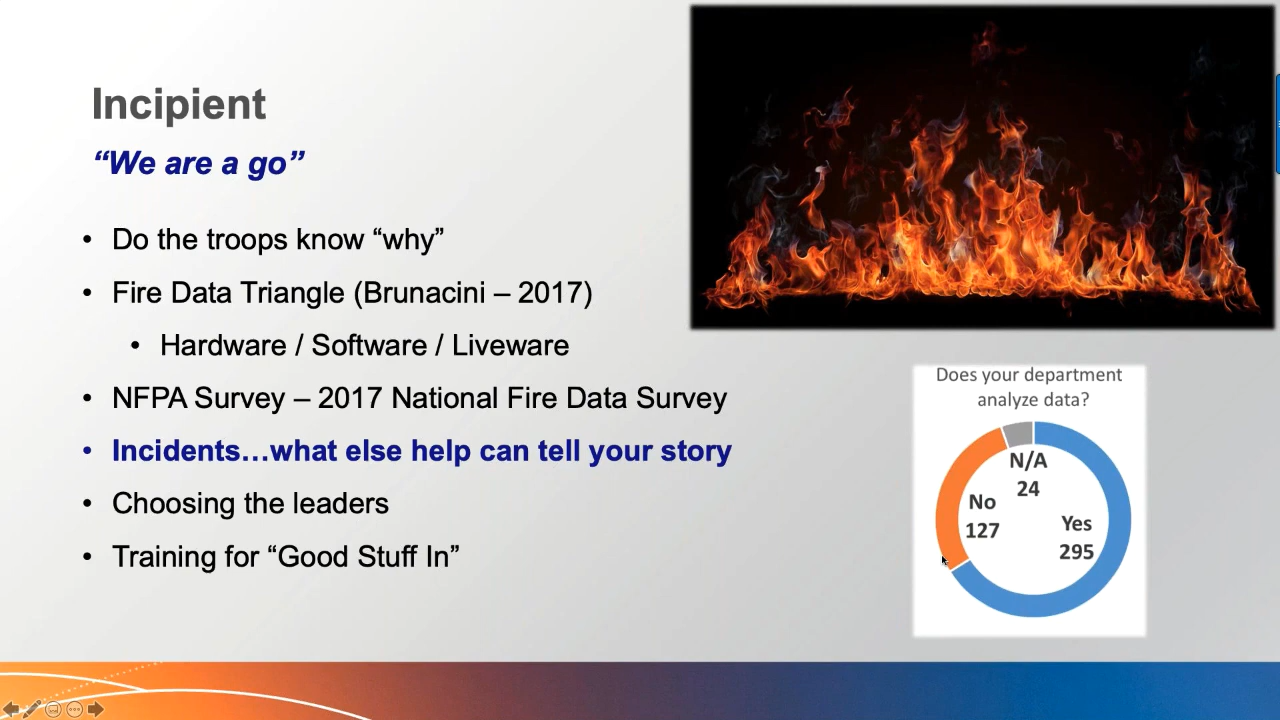 Incipient
“We are a go”
• Do the troops know “why”
• Fire Data Triangle (Brunacini – 2017)
• Hardware / Software / Liveware
• NFPA Survey – 2017 National Fire Data Survey
• Incidents…what else help can tell your story
• Choosing the leaders
• Training for “Good Stuff In”
Does your department
analyze data?
N/A
24
No
127
Yes
295